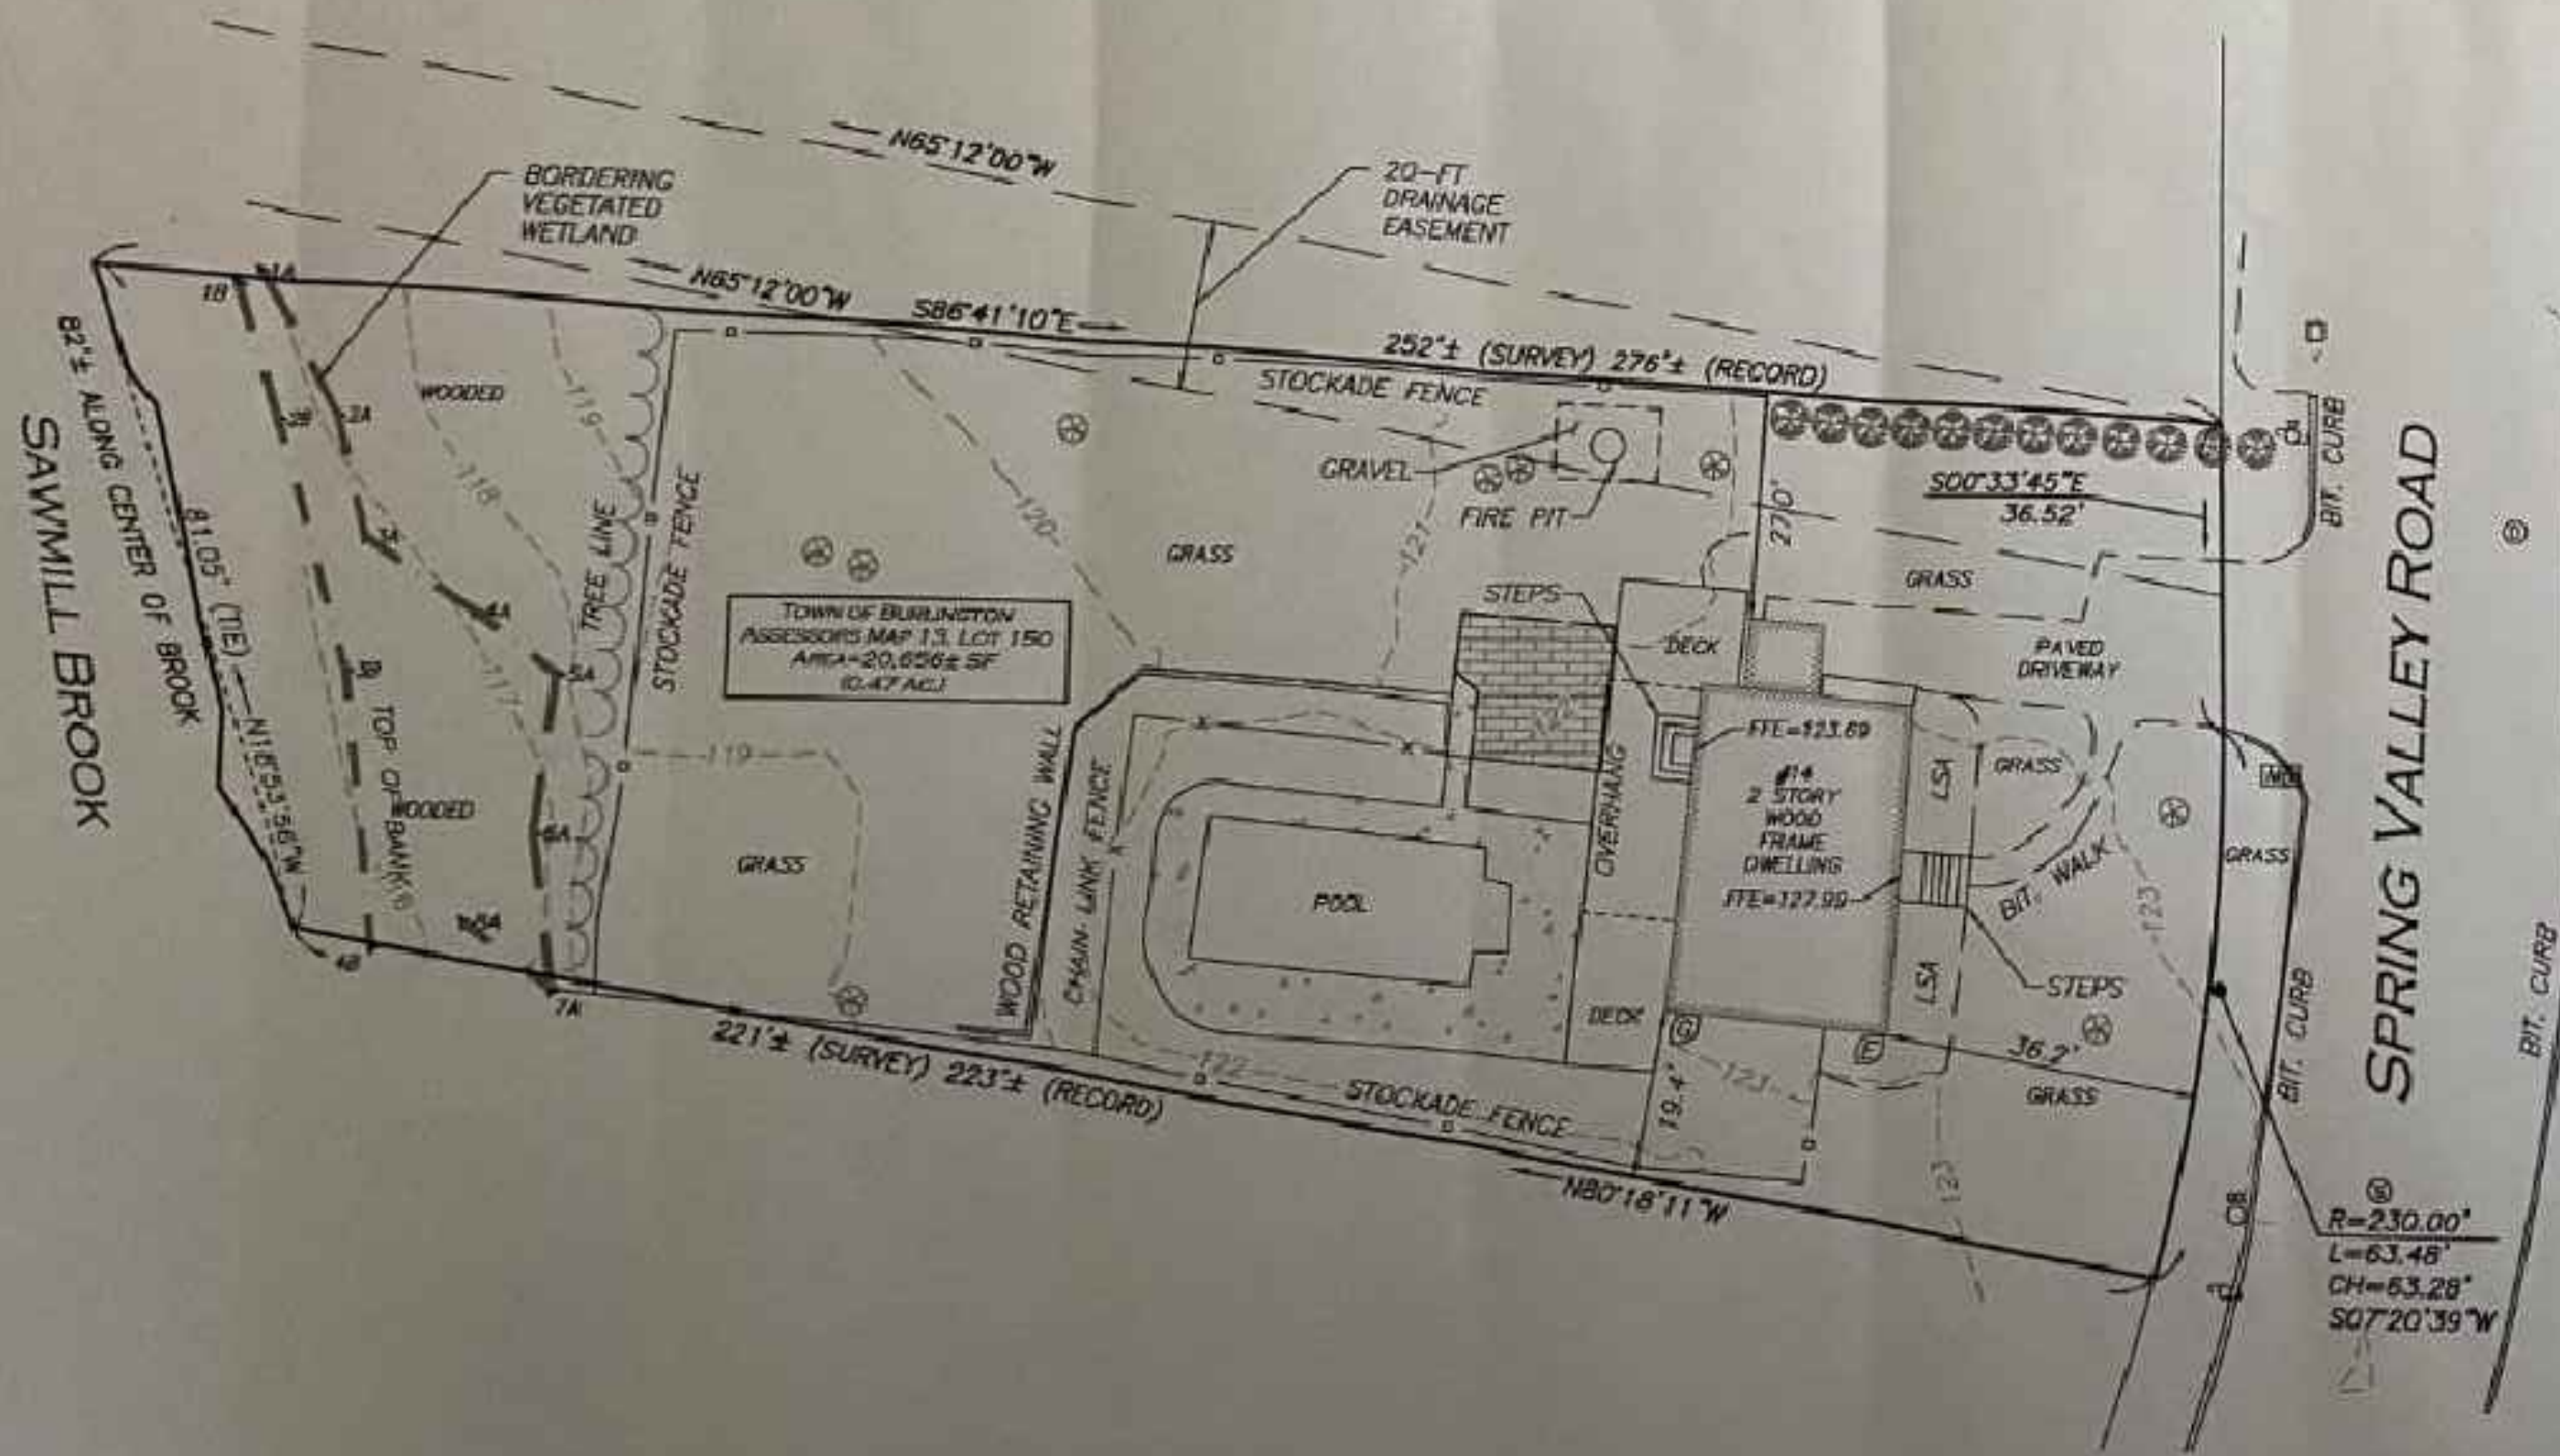 N65°12'00"W
BORDERING
VEGETATED
WETLAND
20-FT
DRAINAGE
EASEMENT
N65°12'00"W
S86°41'10"E
252'± (SURVEY) 276'± (RECORD)
STOCKADE FENCE
1A
1B
2A
WOODED
119
118
120
121
GRAVEL
FIRE PIT
27.0'
S00°33'45"E
36.52'
BIT. CURB
SPRING VALLEY ROAD
82'± ALONG CENTER OF BROOK
SAWMILL BROOK
81.05' (TIE)
N18°53'56"W
TREE LINE
STOCKADE FENCE
GRASS
TOWN OF BURLINGTON
ASSESSORS MAP 13, LOT 150
AREA=20,656± SF
(0.47 AC.)
STEPS
DECK
GRASS
PAVED
DRIVEWAY
4A
5A
117
TOP OF BANK
WOODED
6A
119
GRASS
WOOD RETAINING WALL
CHAIN-LINK FENCE
POOL
OVERHANG
FFE=123.69
#14
2 STORY
WOOD
FRAME
DWELLING
FFE=127.99
LSA
GRASS
BIT. WALK
GRASS
123
LSA
STEPS
DECK
G
E
36.2'
GRASS
BIT. CURB
BIT. CURB
4B
7A
221'± (SURVEY) 223'± (RECORD)
122
STOCKADE FENCE
19.4'
123
123
N80°18'11"W
R=230.00'
L=63.48'
CH=63.28'
S07°20'39"W